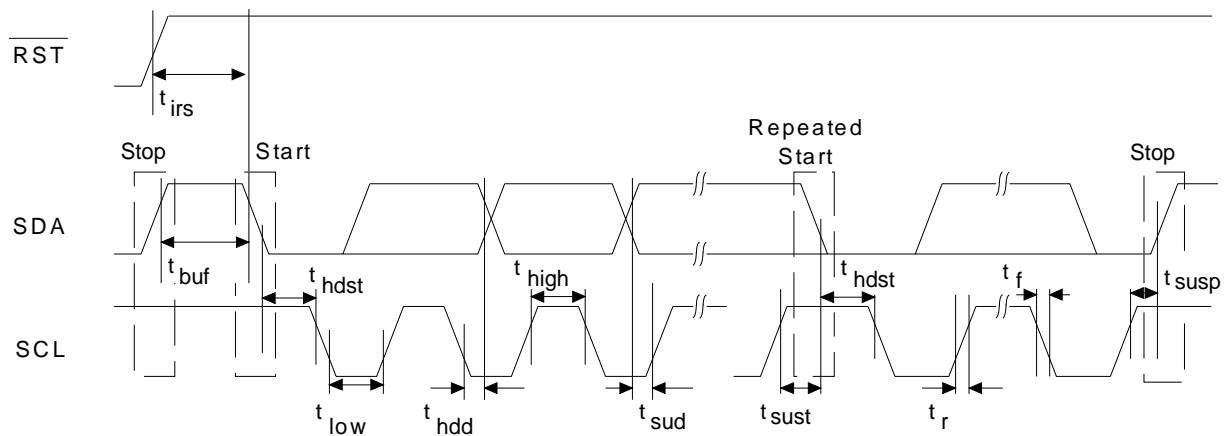 RST
t irs
Repeated
Stop Start Start Stop
SDA
t buf t hdst t high t hdst t f t susp
SCL
t low t hdd t sud t sust t r